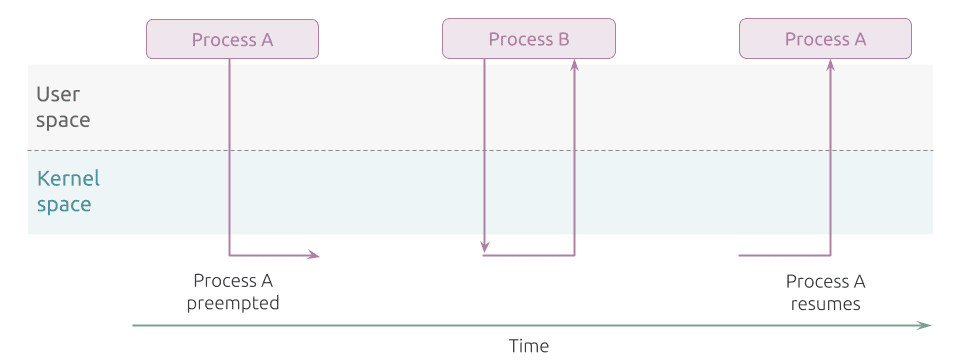 Process A
Process B
Process A
User
space
Kernel
space
Process A
preempted
Process A
resumes
Time